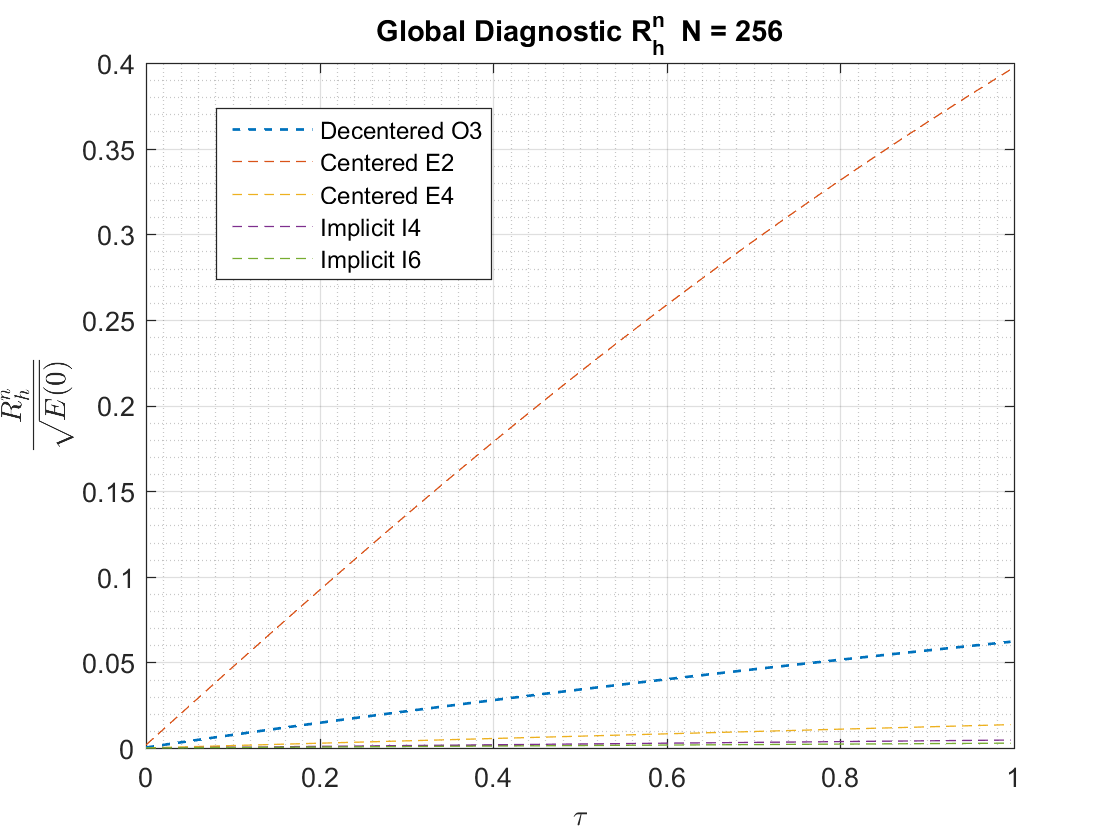 Global Diagnostic R_h^n N = 256
0.4
0.35
0.3
0.25
0.2
0.15
0.1
0.05
0
Decentered O3
Centered E2
Centered E4
Implicit I4
Implicit I6
R_h^n
√E(0)
0 0.2 0.4 0.6 0.8 1
τ